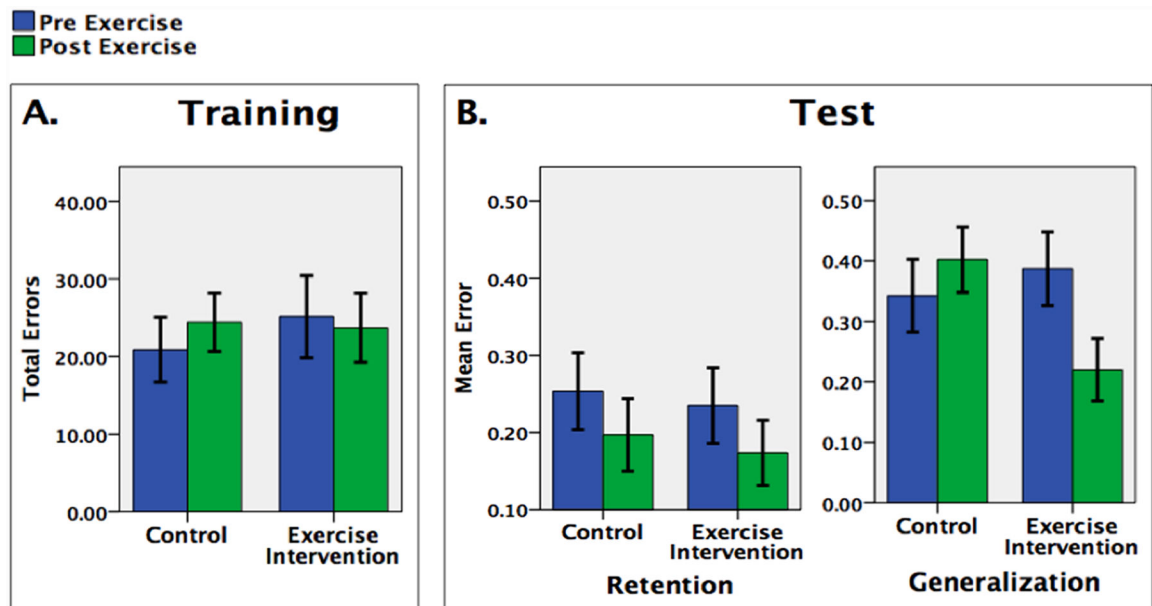 Pre Exercise
Post Exercise
A. Training
Total Errors
40.00
30.00
20.00
10.00
0.00
Control
Exercise
Intervention
B. Test
Mean Error
0.50
0.40
0.30
0.20
0.10
Control
Exercise
Intervention
Retention
0.50
0.40
0.30
0.20
0.10
0.00
Control
Exercise
Intervention
Generalization